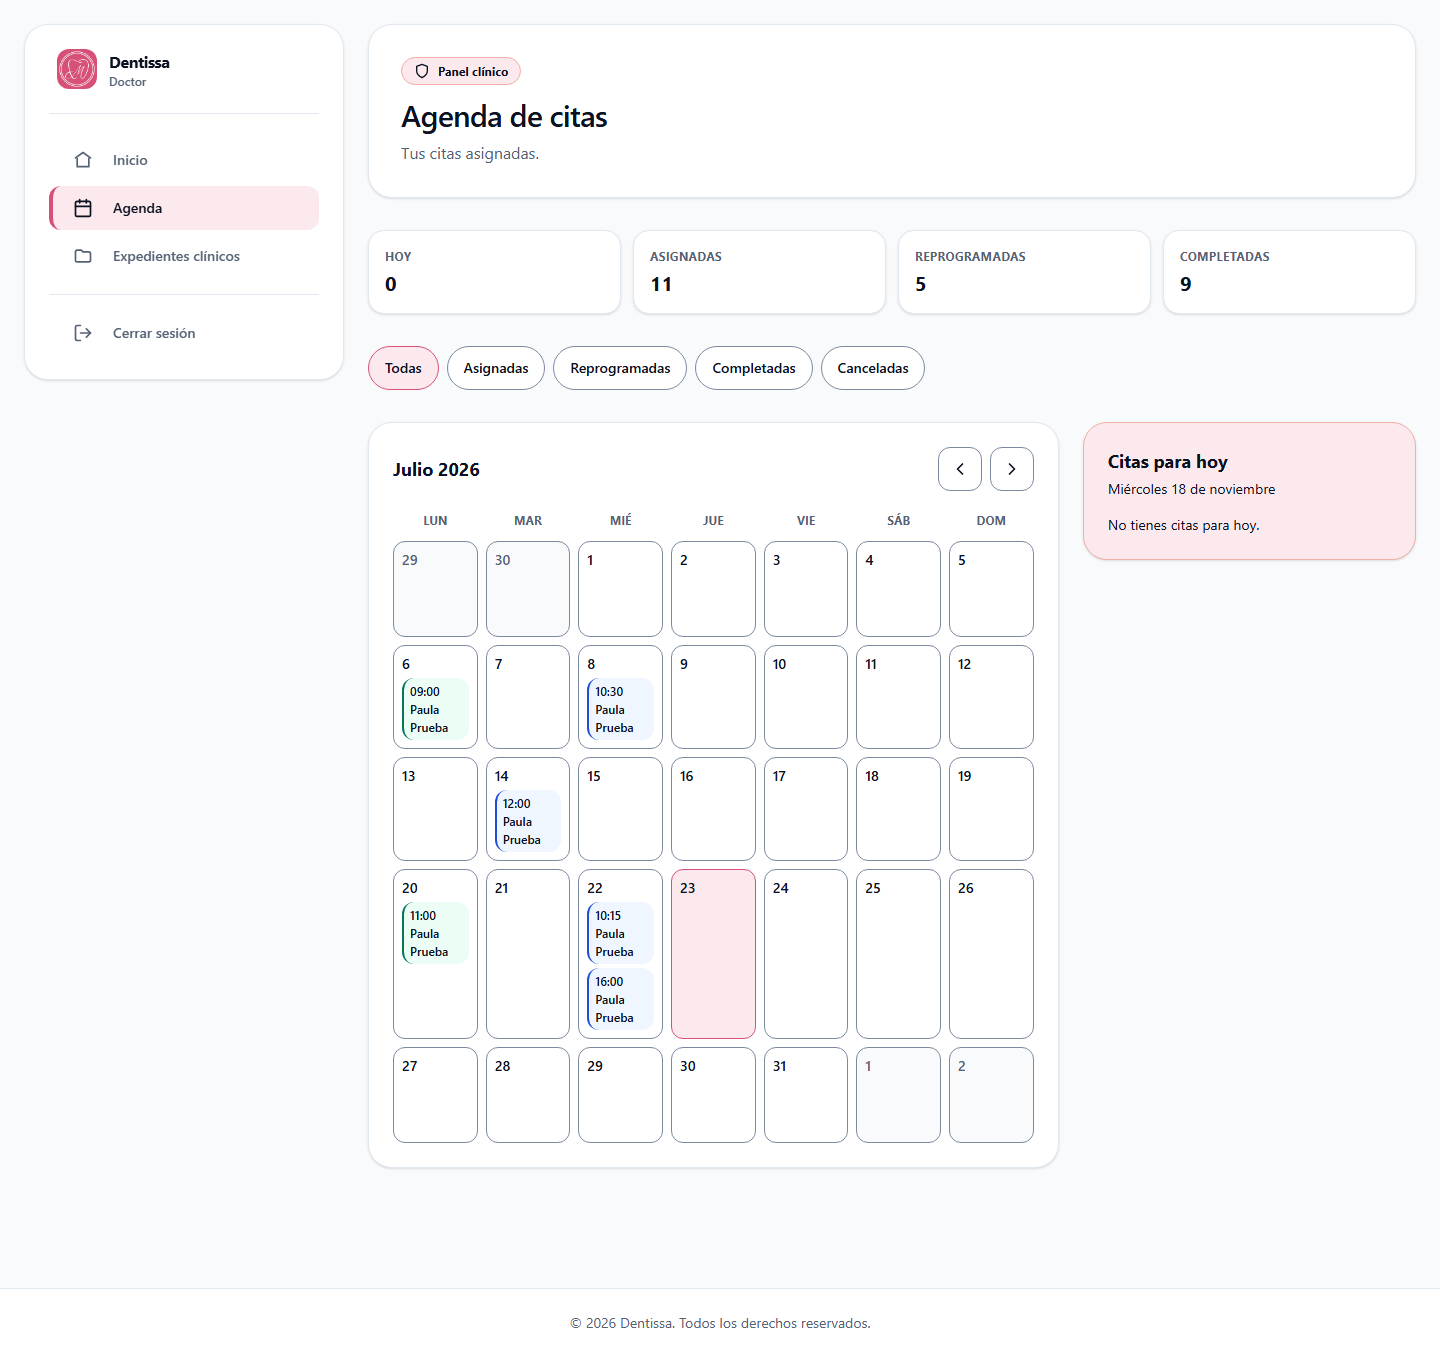 Dentissa
Doctor
Inicio
Agenda
Expedientes clínicos
Cerrar sesión
Panel clínico
Agenda de citas
Tus citas asignadas.
HOY
0
ASIGNADAS
11
REPROGRAMADAS
5
COMPLETADAS
9
Todas
Asignadas
Reprogramadas
Completadas
Canceladas
Julio 2026
LUN MAR MIÉ JUE VIE SÁB DOM
29 30 1 2 3 4 5
6 7 8 9 10 11 12
09:00
Paula
Prueba
10:30
Paula
Prueba
13 14 15 16 17 18 19
12:00
Paula
Prueba
20 21 22 23 24 25 26
11:00
Paula
Prueba
10:15
Paula
Prueba
16:00
Paula
Prueba
27 28 29 30 31 1 2
Citas para hoy
Miércoles 18 de noviembre
No tienes citas para hoy.
© 2026 Dentissa. Todos los derechos reservados.